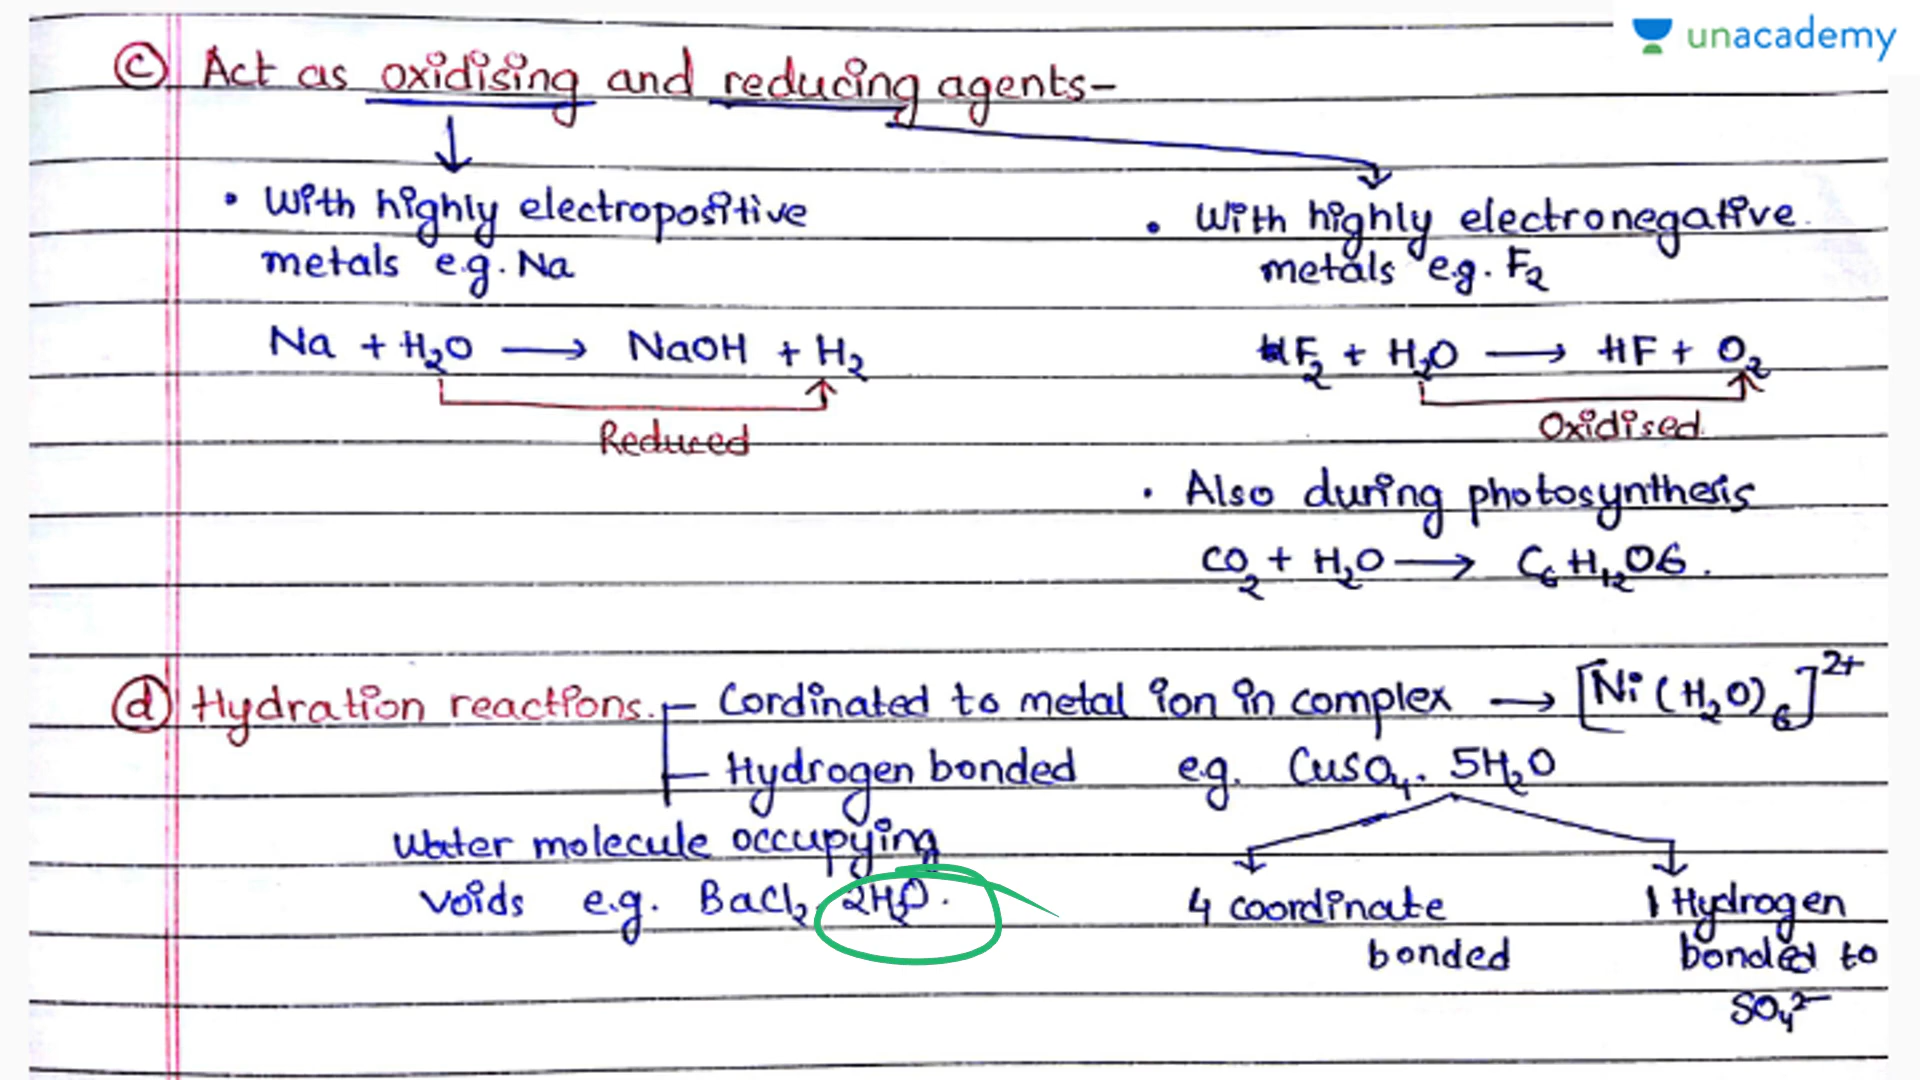 unacademy
(c) Act as oxidising and reducing agents-
• With highly electropositive
metals e.g. Na
Na + H₂O ⟶ NaOH + H₂
Reduced
• With highly electronegative.
metals e.g. F₂
F₂ + H₂O ⟶ HF + O₂
Oxidised.
• Also during photosynthesis
CO₂ + H₂O ⟶ C₆H₁₂O6.
(d) Hydration reactions.
Cordinated to metal ion in complex ⟶ [Ni(H₂O)₆]²⁺
Hydrogen bonded e.g. CuSO₄. 5H₂O
4 coordinate
bonded
1 Hydrogen
bonded to
SO₄²⁻
Water molecule occupying
voids e.g. BaCl₂. 2H₂O.